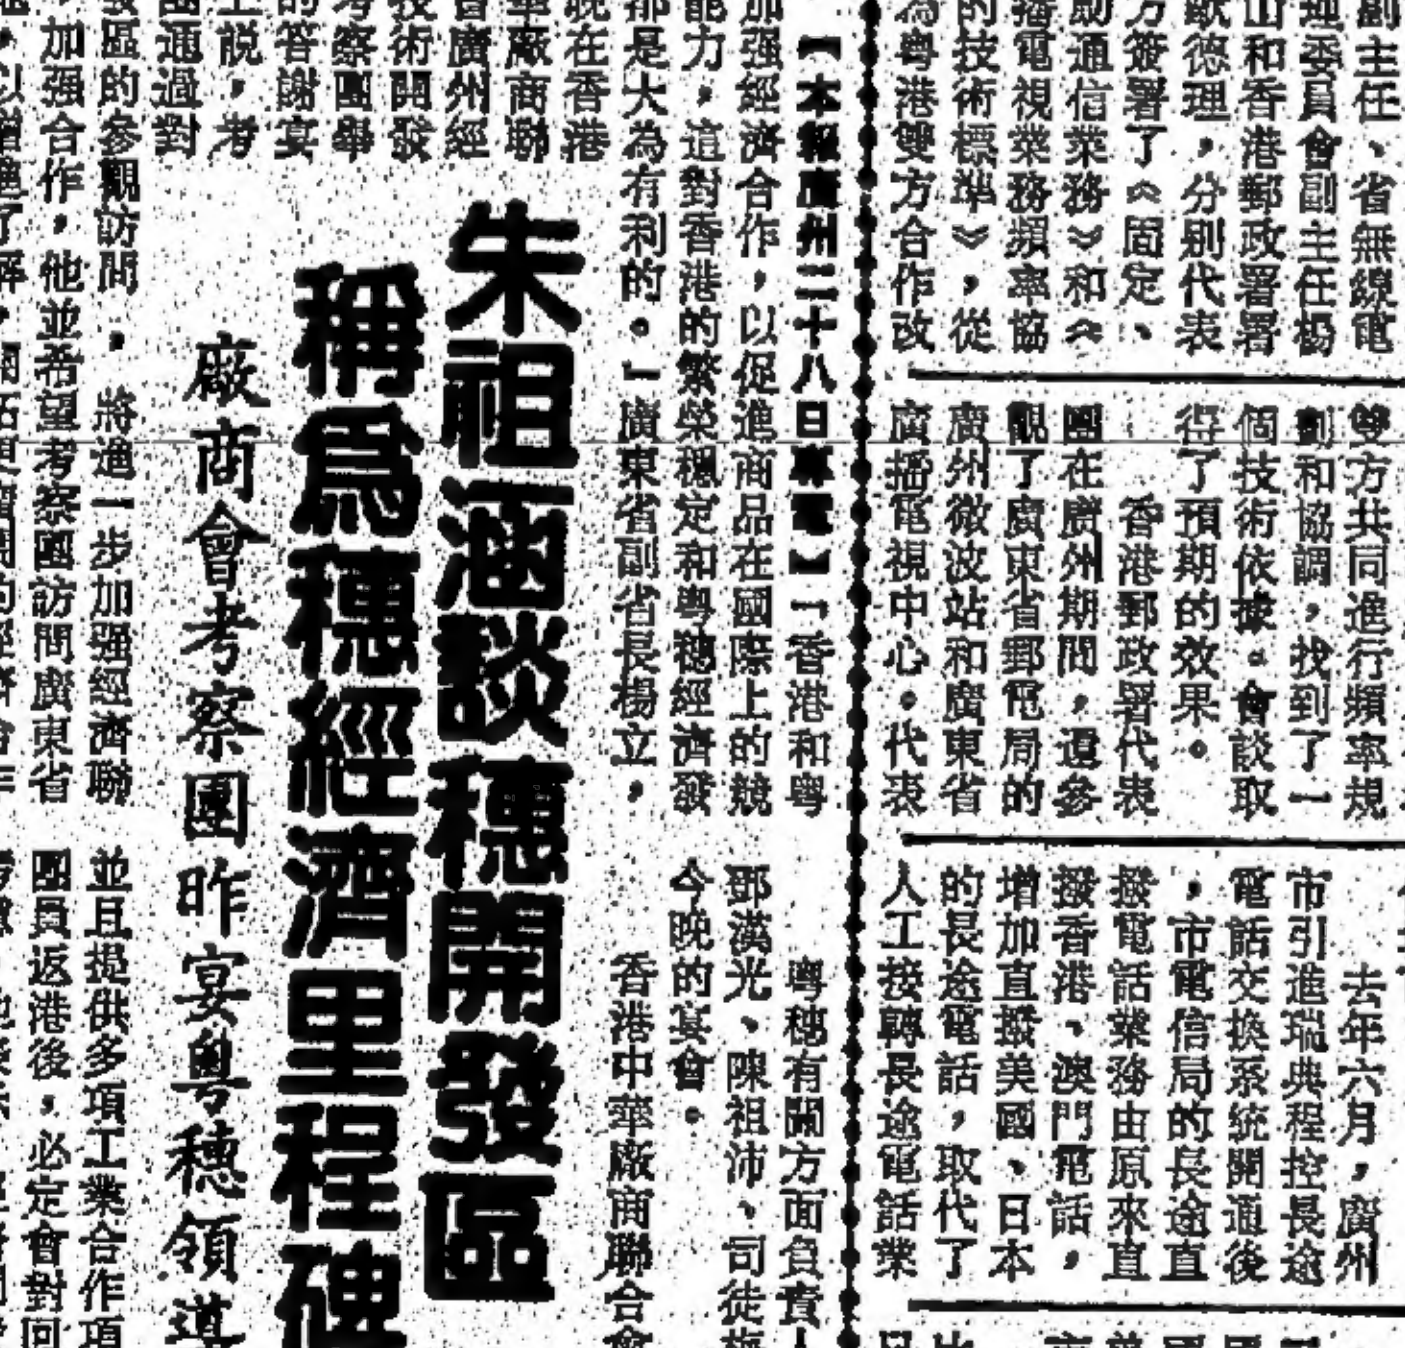 副主任、省無線電
理委員會副主任楊
山和香港郵政署署
歐德理，分别代表
方簽署了《固定、
動通信業務》和《
播電視業務頻率協
的技術標準》，從
為粤港雙方合作改
雙方共同進行頻率規
劃和協調，找到了一
個技術依據。會談取
得了預期的效果。
香港郵政署代表
團在廣州期間，還參
觀了廣東省郵電局的
廣州微波站和廣東省
廣播電視中心。代表
去年六月，廣州
市引進瑞典程控長途
電話交換系統開通後
，市電信局的長途直
撥電話業務由原來直
撥香港、澳門電話，
增加直撥美國、日本
的長途電話，取代了
人工接轉長途電話業
朱祖涵談穗開發區
稱爲穗經濟里程碑
廠商會考察團昨宴粤穗領導
【本報廣州二十八日專電】「香港和粤
加强經濟合作，以促進商品在國際上的競
能力，這對香港的繁榮穩定和粤穗經濟發
都是大為有利的。」廣東省副省長楊立，
粤穗有關方面負責人
鄧漢光、陳祖沛、司徒梅
今晚的宴會。
香港中華廠商聯合會
晚在香港
華廠商聯
會廣州經
技術開發
考察團舉
的答謝宴
上説，考
團通過對
發區的參觀訪問，將進一步加强經濟聯
加强合作，他並希望考察團訪問廣東省
並且提供多項工業合作項
團員返港後，必定會對回